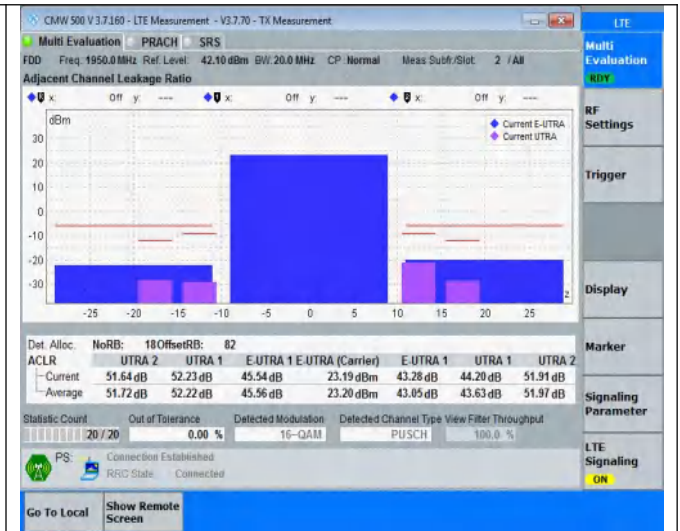 CMW 500 V 3.7.160 - LTE Measurement - V3.7.70 - TX Measurement
LTE
Multi Evaluation PRACH SRS
Multi Evaluation
RDY
FDD Freq: 1950.0 MHz Ref. Level: 42.10 dBm BW: 20.0 MHz CP: Normal Meas Subfr./Slot: 2 / All
Adjacent Channel Leakage Ratio
x: Off y: --- x: Off y: --- x: Off y: ---
dBm
Current E-UTRA
Current UTRA
RF Settings
Trigger
30
20
10
0
-10
-20
-30
-25 -20 -15 -10 -5 0 5 10 15 20 25
z
Display
Det. Alloc. NoRB: 18 OffsetRB: 82
Marker
ACLR UTRA 2 UTRA 1 E-UTRA 1 E-UTRA (Carrier) E-UTRA 1 UTRA 1 UTRA 2
Current 51.64 dB 52.23 dB 45.54 dB 23.19 dBm 43.28 dB 44.20 dB 51.91 dB
Average 51.72 dB 52.22 dB 45.56 dB 23.20 dBm 43.05 dB 43.63 dB 51.97 dB
Signaling Parameter
Statistic Count Out of Tolerance Detected Modulation Detected Channel Type View Filter Throughput
20 / 20 0.00 % 16-QAM PUSCH 100.0 %
PS: Connection Established
RRC State Connected
LTE Signaling
ON
Go To Local
Show Remote Screen